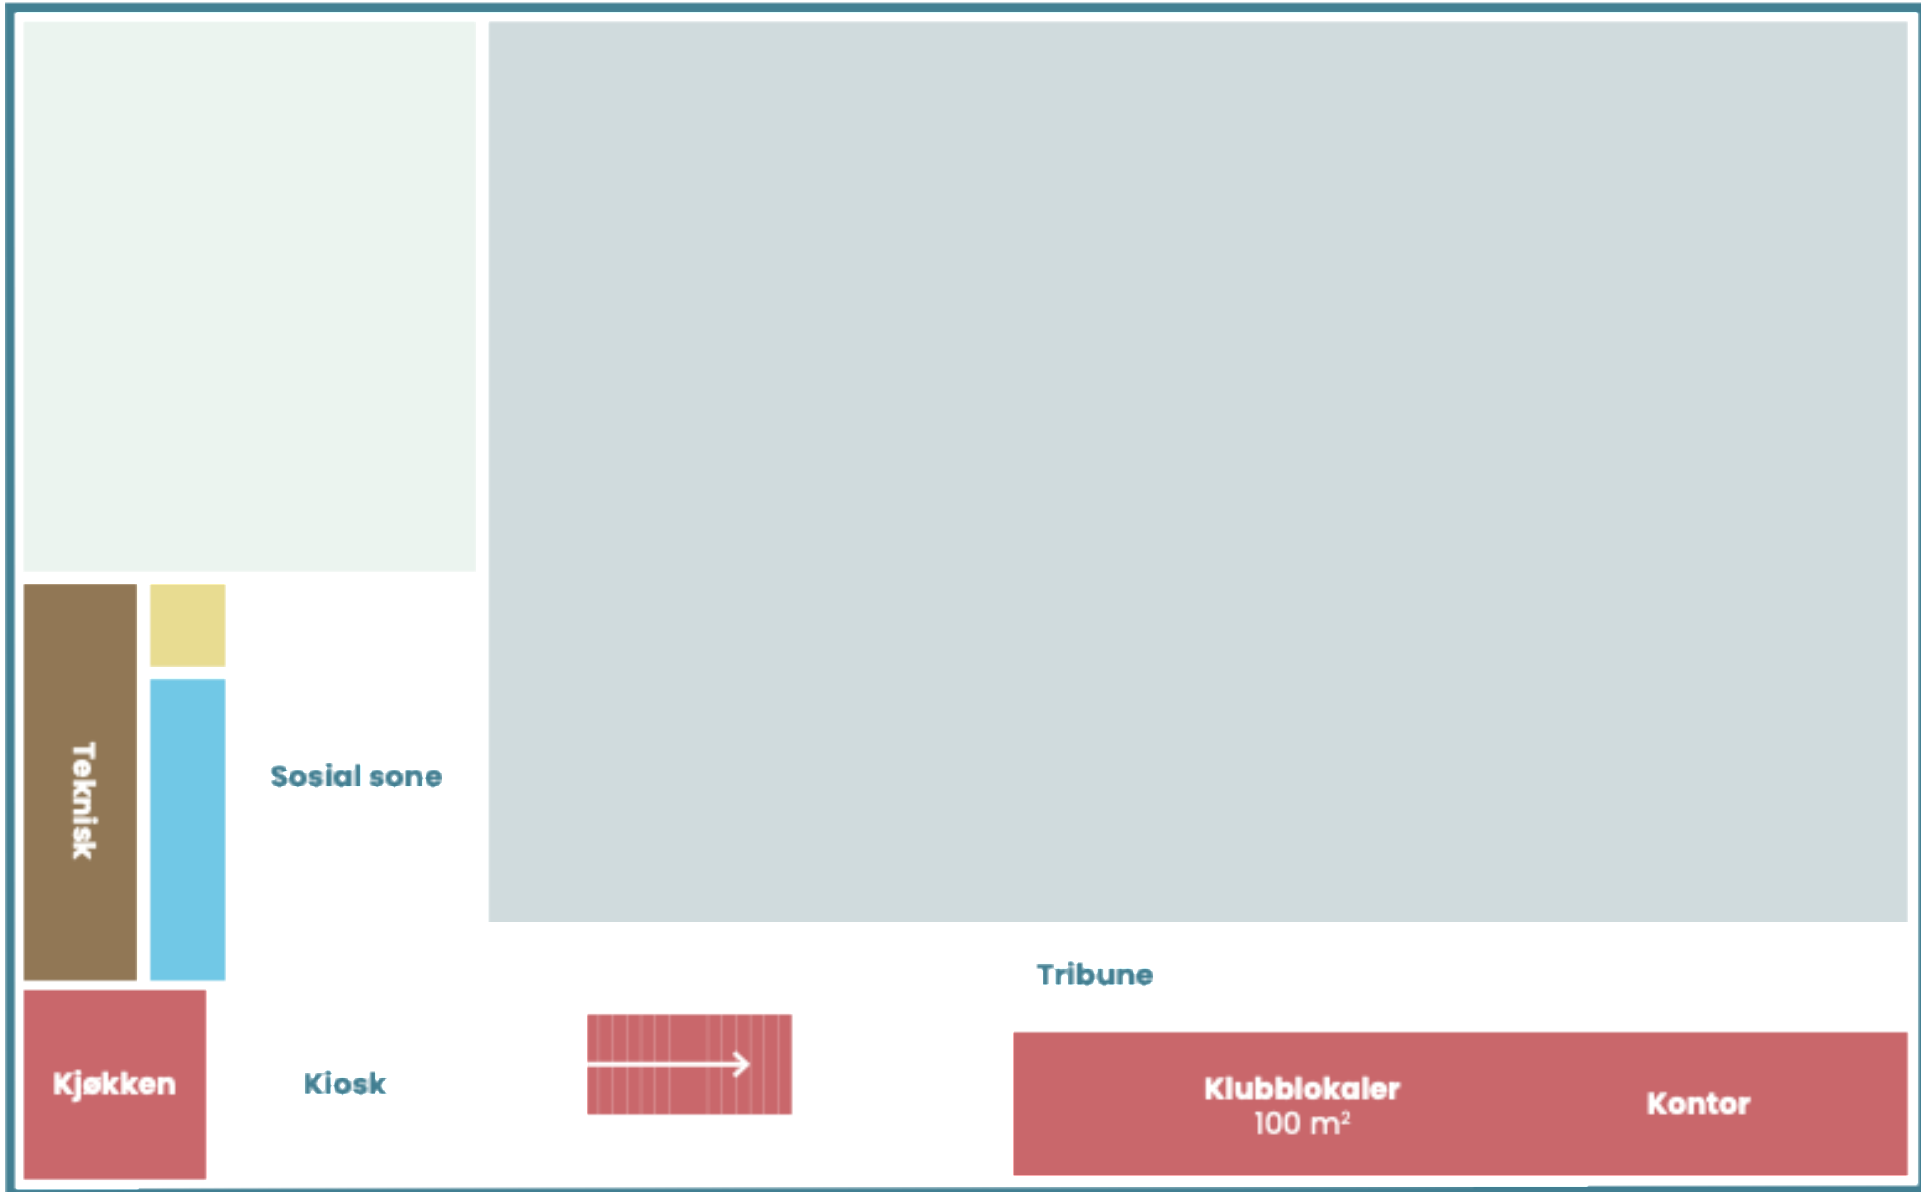 Teknisk
Sosial sone
Tribune
Kjøkken
Kiosk
Klubblokaler
100 m²
Kontor